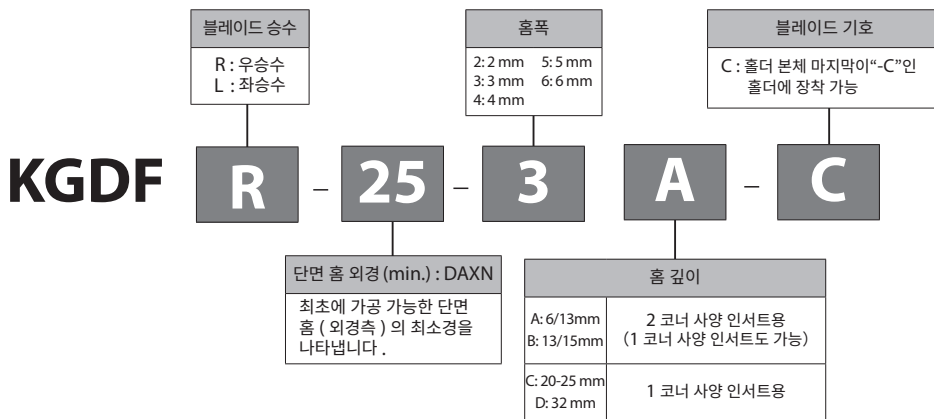 블레이드 승수
R : 우승수
L : 좌승수
홈폭
2: 2 mm 5: 5 mm
3: 3 mm 6: 6 mm
4: 4 mm
블레이드 기호
C : 홀더 본체 마지막이“-C”인
홀더에 장착 가능
KGDF R - 25 - 3 A - C
단면 홈 외경 (min.) : DAXN
최초에 가공 가능한 단면
홈 ( 외경측 ) 의 최소경을
나타냅니다 .
홈 깊이
A: 6/13mm
B: 13/15mm
2 코너 사양 인서트용
(1 코너 사양 인서트도 가능)
C: 20-25 mm
D: 32 mm
1 코너 사양 인서트용